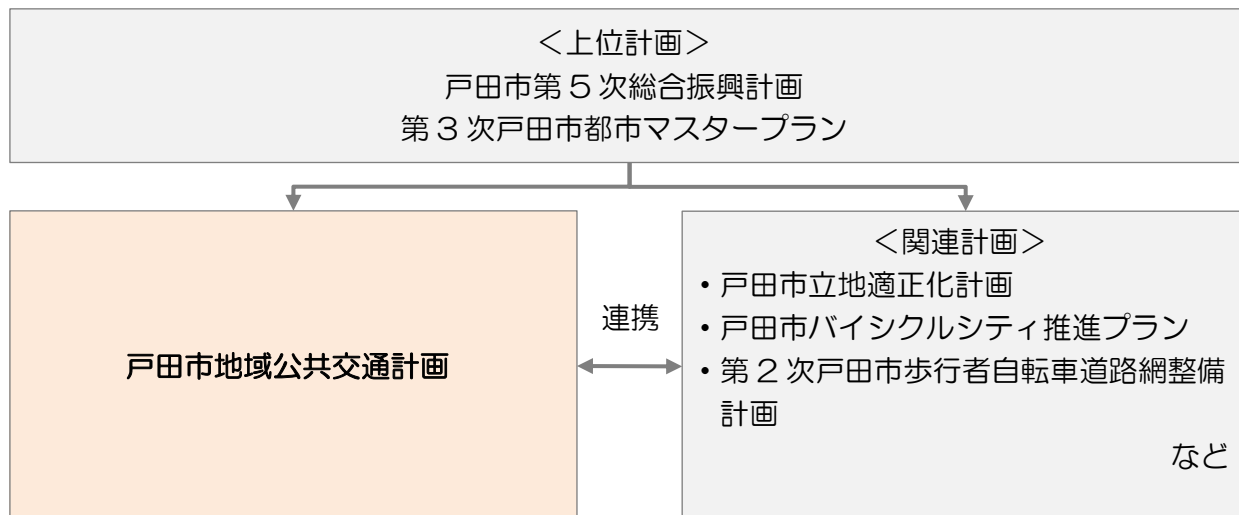 ＜上位計画＞
戸田市第５次総合振興計画
第３次戸田市都市マスタープラン
戸田市地域公共交通計画
連携
＜関連計画＞
・戸田市立地適正化計画
・戸田市バイシクルシティ推進プラン
・第２次戸田市歩行者自転車道路網整備
計画
など